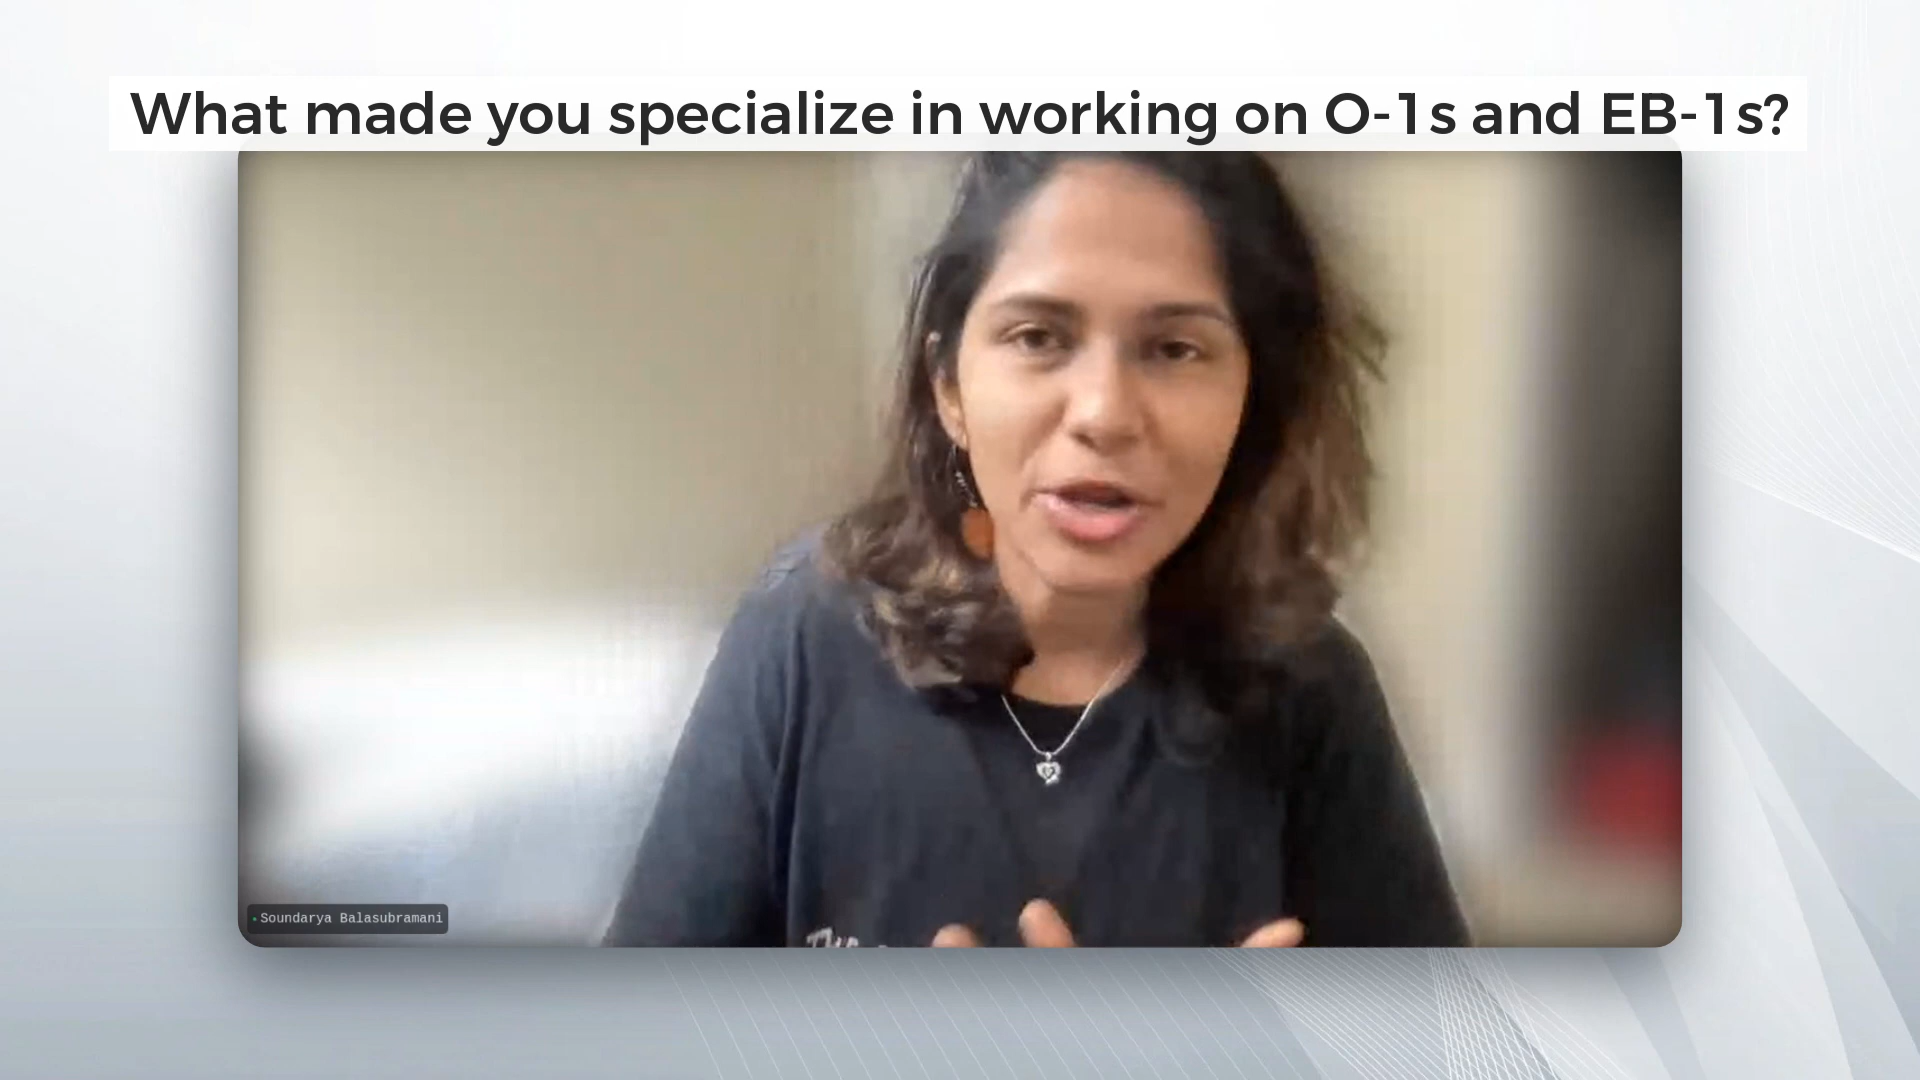 What made you specialize in working on O-1s and EB-1s?
Soundarya Balasubramani